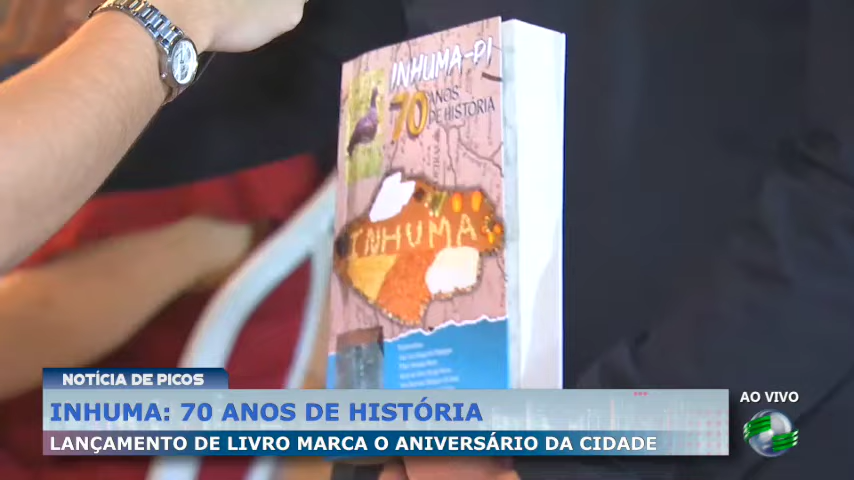 INHUMA-PI
70 ANOS
DE HISTÓRIA
INHUMA
NOTÍCIA DE PICOS
INHUMA: 70 ANOS DE HISTÓRIA
LANÇAMENTO DE LIVRO MARCA O ANIVERSÁRIO DA CIDADE
AO VIVO